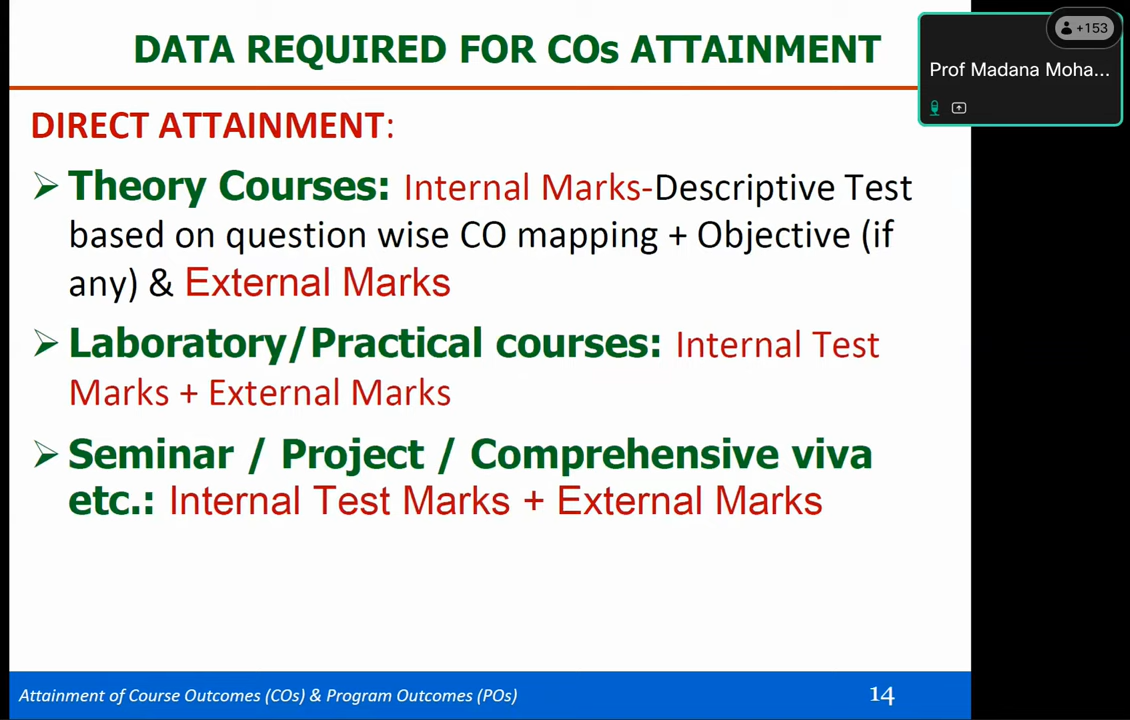 DATA REQUIRED FOR COs ATTAINMENT
+153
Prof Madana Moha...
DIRECT ATTAINMENT:
➢ Theory Courses: Internal Marks-Descriptive Test
based on question wise CO mapping + Objective (if
any) & External Marks
➢ Laboratory/Practical courses: Internal Test
Marks + External Marks
➢ Seminar / Project / Comprehensive viva
etc.: Internal Test Marks + External Marks
Attainment of Course Outcomes (COs) & Program Outcomes (POs)
14